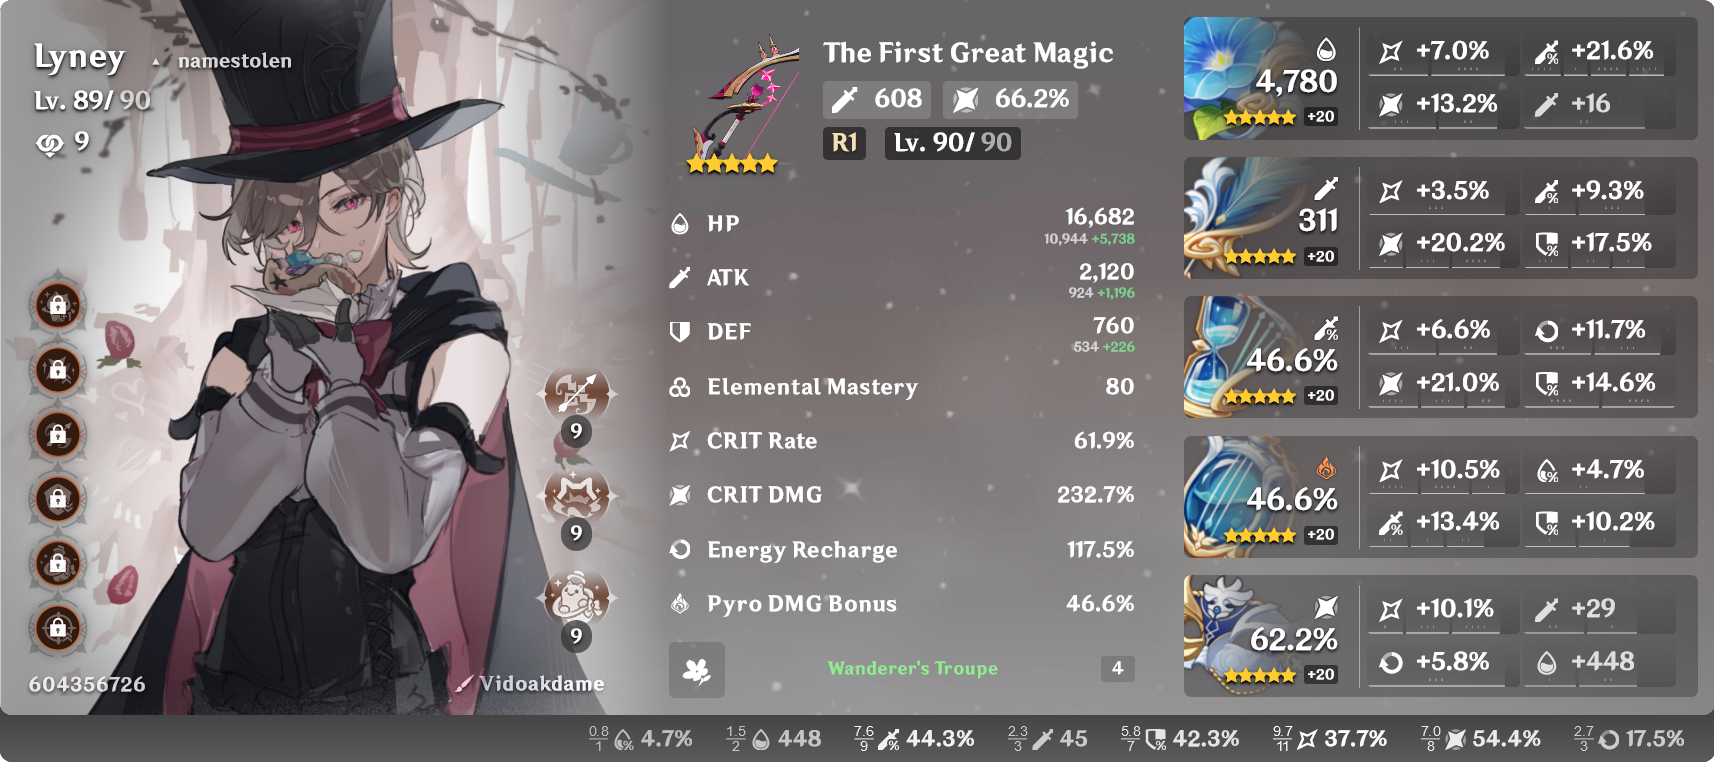 Lyney ▲ namestolen
Lv. 89/ 90
9
9
9
9
604356726
Vidoakdame
The First Great Magic
608 66.2%
R1 Lv. 90/ 90
HP 16,682
10,944 +5,738
ATK 2,120
924 +1,196
DEF 760
534 +226
Elemental Mastery 80
CRIT Rate 61.9%
CRIT DMG 232.7%
Energy Recharge 117.5%
Pyro DMG Bonus 46.6%
Wanderer's Troupe 4
4,780
+20
+7.0% +21.6%
+13.2% +16
311
+20
+3.5% +9.3%
+20.2% +17.5%
46.6%
+20
+6.6% +11.7%
+21.0% +14.6%
46.6%
+20
+10.5% +4.7%
+13.4% +10.2%
62.2%
+20
+10.1% +29
+5.8% +448
0.8/1 4.7% 1.5/2 448 7.6/9 44.3% 2.3/3 45 5.8/7 42.3% 9.7/11 37.7% 7.0/8 54.4% 2.7/3 17.5%